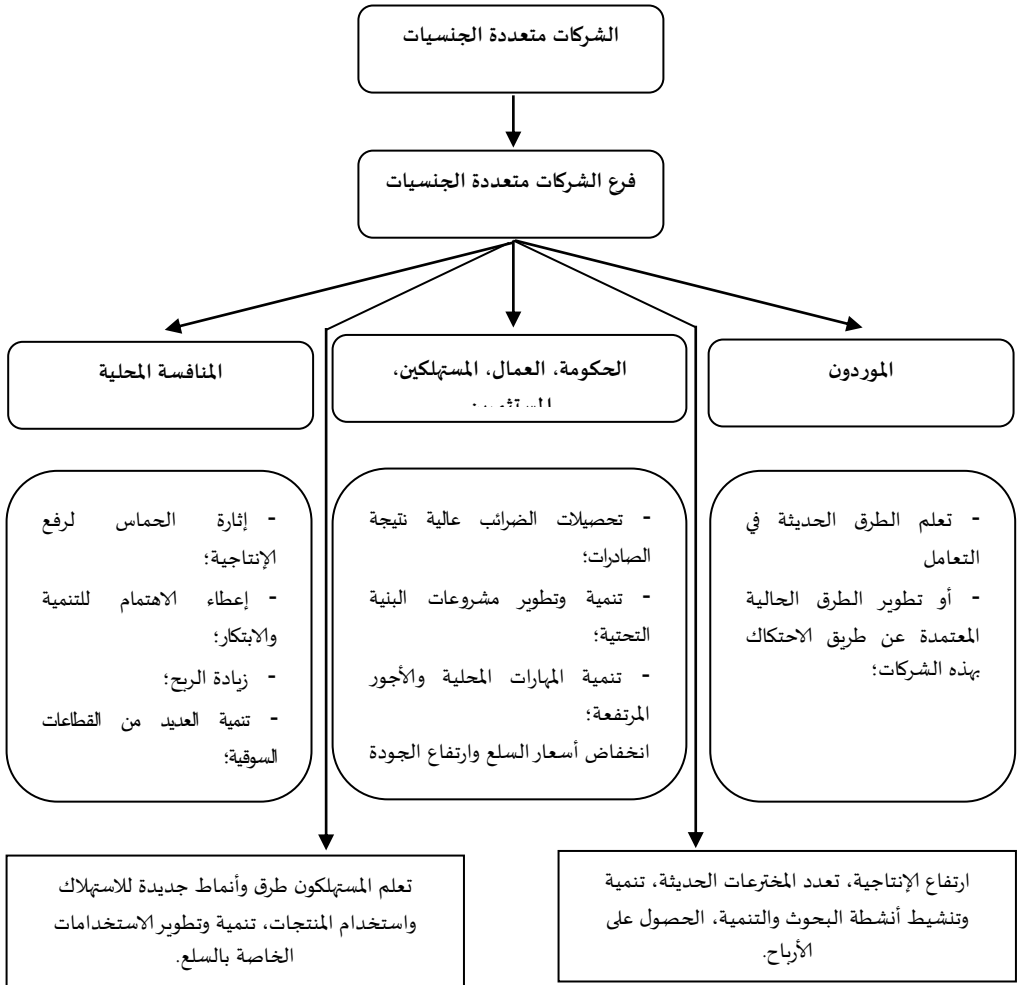 الشركات متعددة الجنسيات
فرع الشركات متعددة الجنسيات
الموردون
الحكومة، العمال، المستهلكين،
المنافسة المحلية
- تعلم الطرق الحديثة في
التعامل
- أو تطوير الطرق الحالية
المعتمدة عن طريق الاحتكاك
بهذه الشركات؛
- تحصيلات الضرائب عالية نتيجة
الصادرات؛
- تنمية وتطوير مشروعات البنية
التحتية؛
- تنمية المهارات المحلية والأجور
المرتفعة؛
انخفاض أسعار السلع وارتفاع الجودة
- إثارة الحماس لرفع
الإنتاجية؛
- إعطاء الاهتمام للتنمية
والابتكار؛
- زيادة الربح؛
- تنمية العديد من القطاعات
السوقية؛
ارتفاع الإنتاجية، تعدد المخترعات الحديثة، تنمية
وتنشيط أنشطة البحوث والتنمية، الحصول على
الأرباح.
تعلم المستهلكون طرق وأنماط جديدة للاستهلاك
واستخدام المنتجات، تنمية وتطوير الاستخدامات
الخاصة بالسلع.